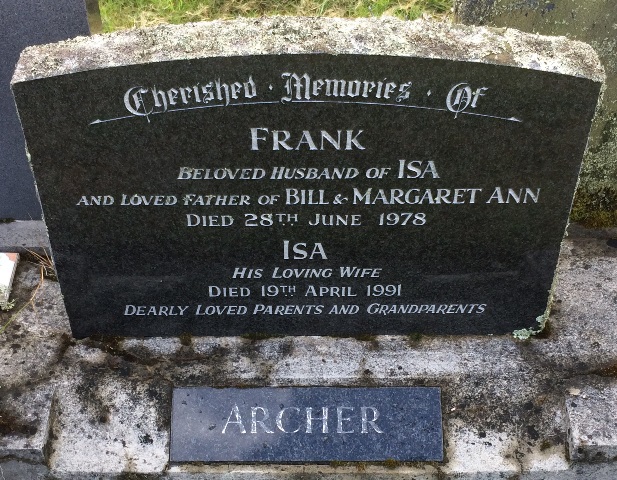 Cherished · Memories · Of
FRANK
BELOVED HUSBAND OF ISA
AND LOVED FATHER OF BILL & MARGARET ANN
DIED 28TH JUNE 1978
ISA
HIS LOVING WIFE
DIED 19TH APRIL 1991
DEARLY LOVED PARENTS AND GRANDPARENTS
ARCHER